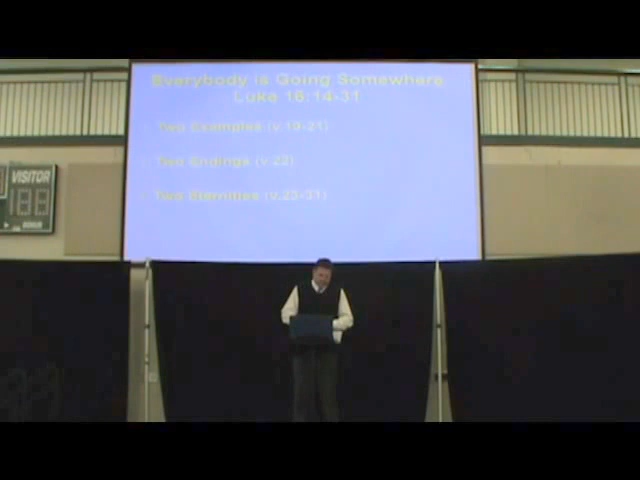 Everybody is Going Somewhere
Luke 16:14-31
Two Examples (v.19-21)
Two Endings (v.22)
Two Eternities (v.23-31)
VISITOR